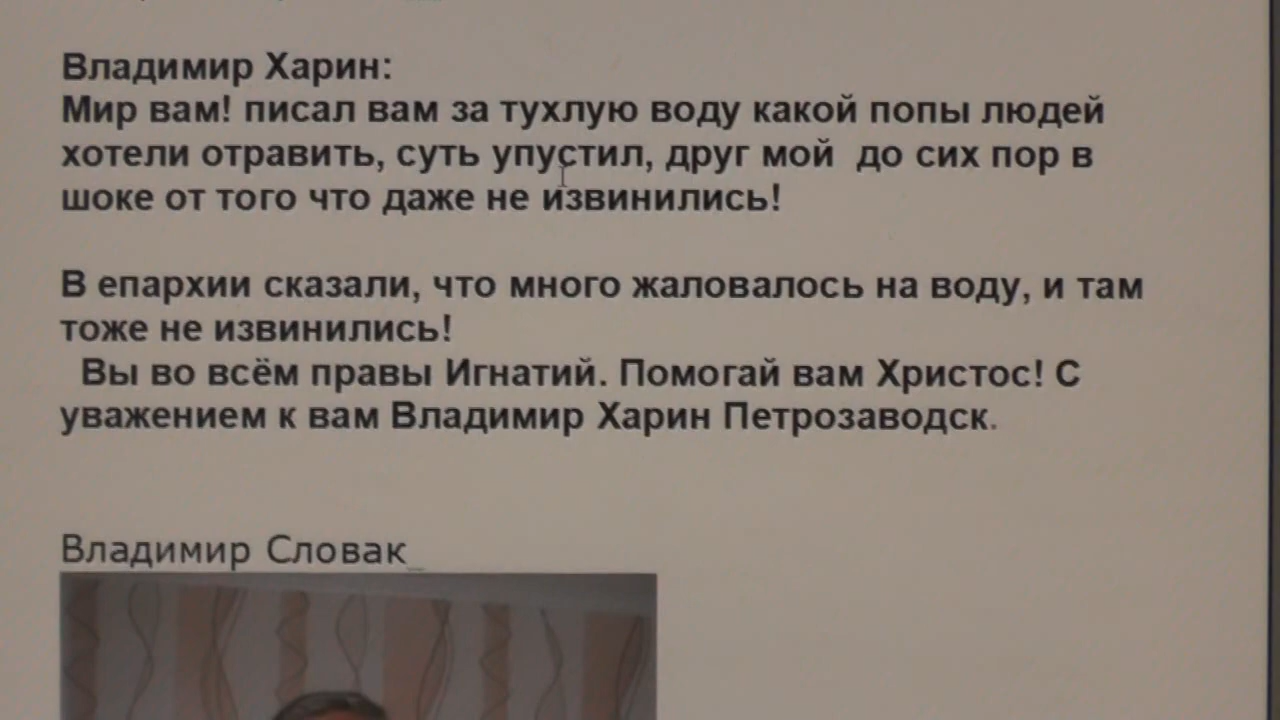 Владимир Харин:
Мир вам! писал вам за тухлую воду какой попы людей
хотели отравить, суть упустил, друг мой  до сих пор в
шоке от того что даже не извинились!
В епархии сказали, что много жаловалось на воду, и там
тоже не извинились!
Вы во всём правы Игнатий. Помогай вам Христос! С
уважением к вам Владимир Харин Петрозаводск.
Владимир Словак_